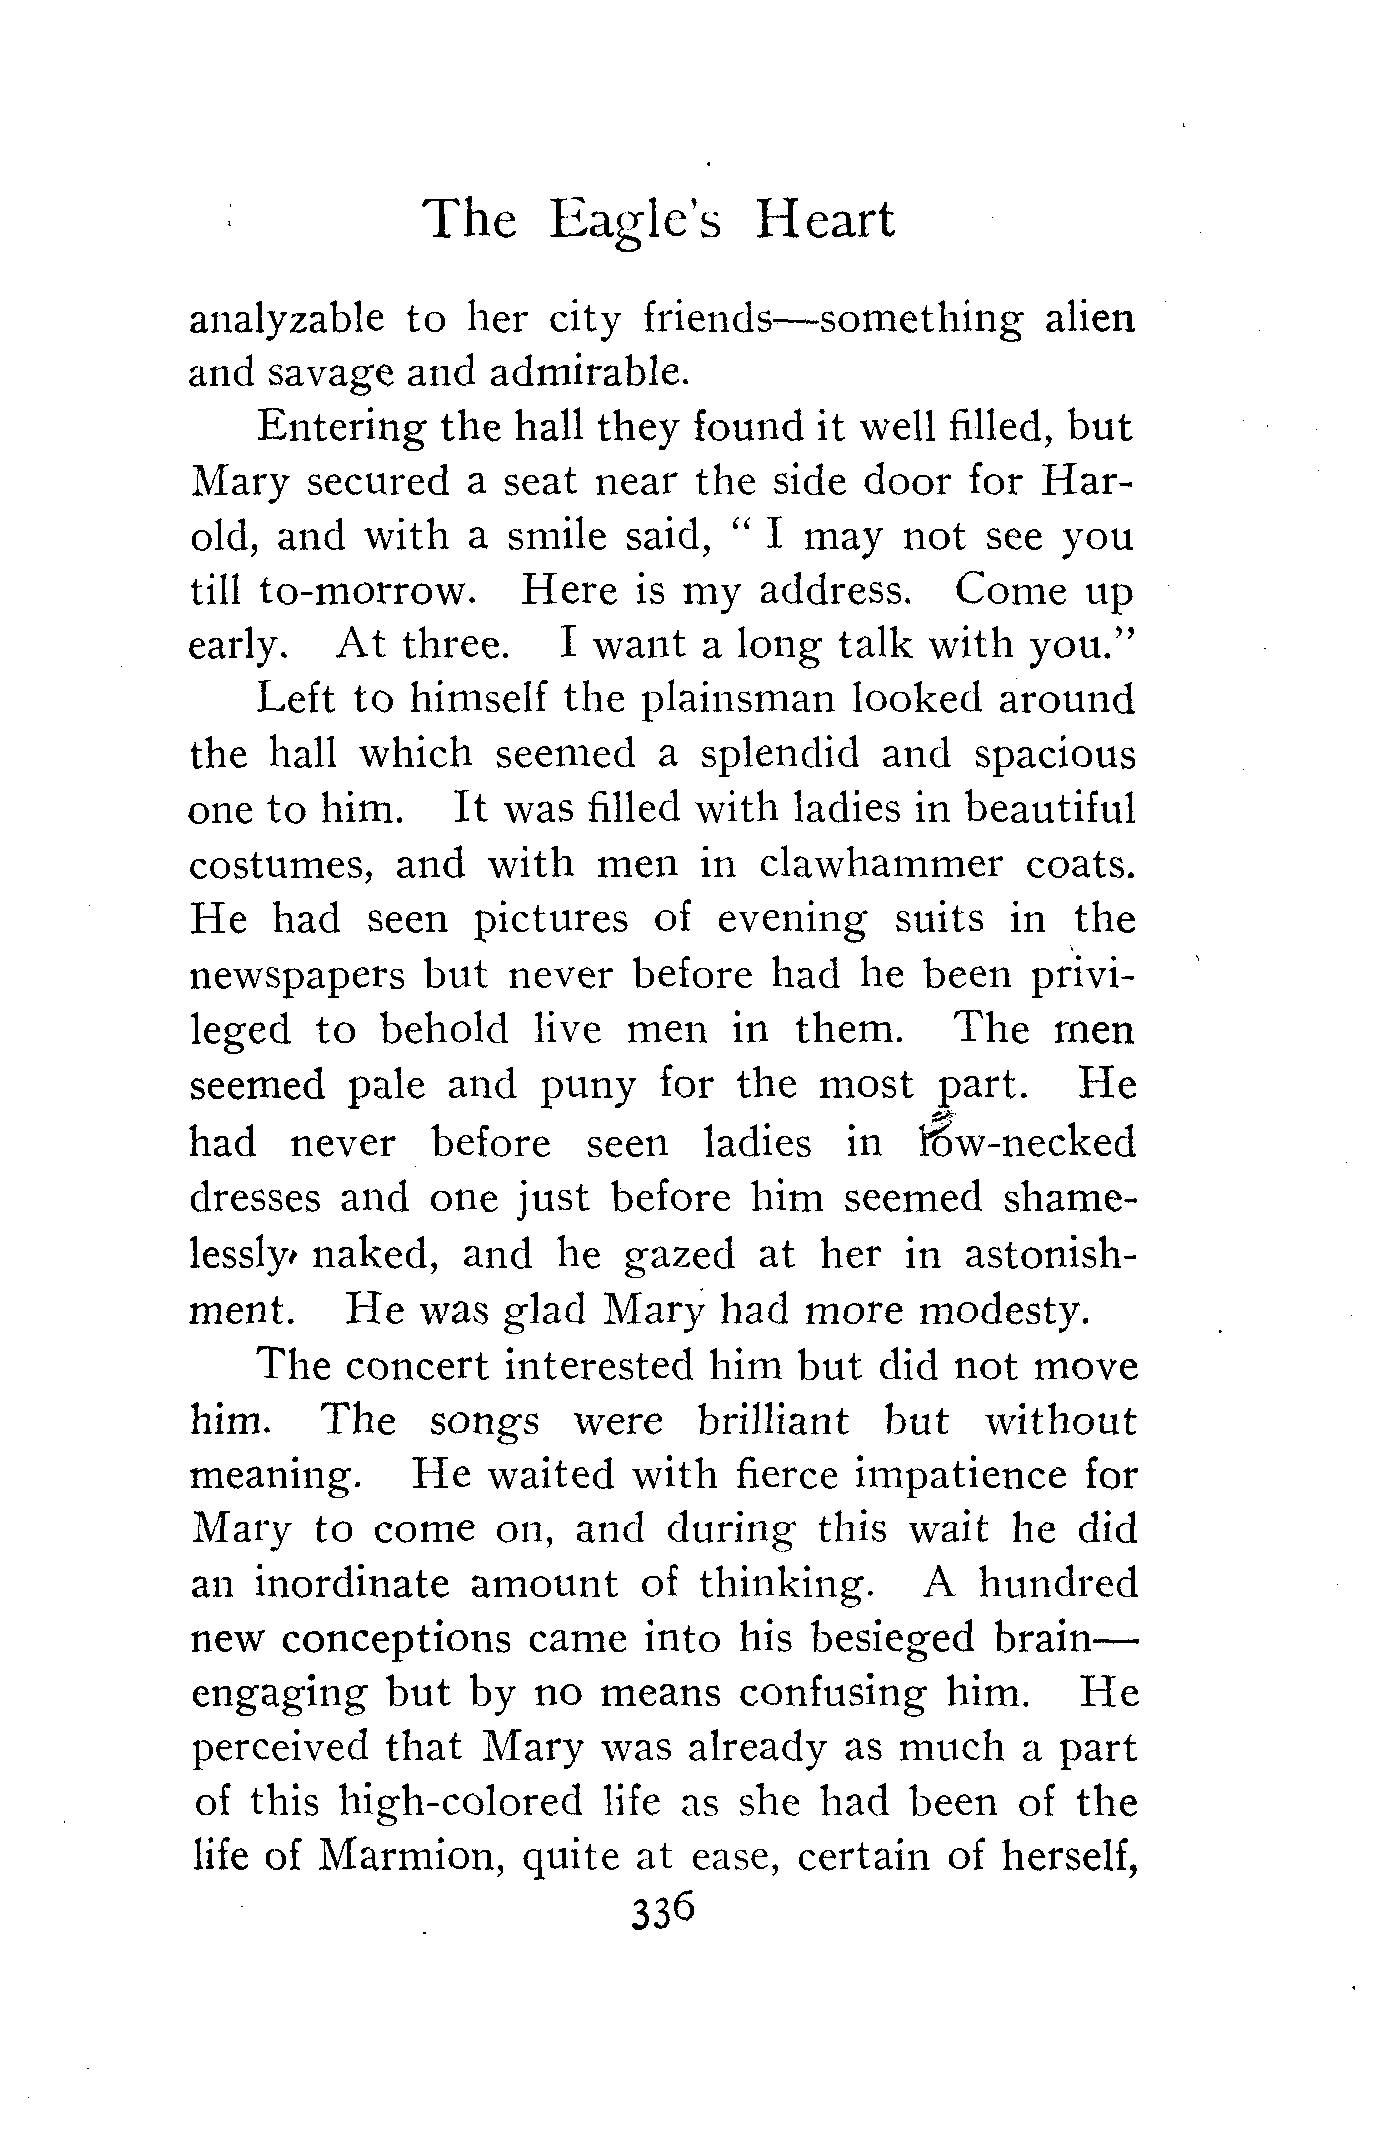 The Eagle's Heart
analyzable to her city friends—something alien
and savage and admirable.
Entering the hall they found it well filled, but
Mary secured a seat near the side door for Har-
old, and with a smile said, " I may not see you
till to-morrow. Here is my address. Come up
early. At three. I want a long talk with you."
Left to himself the plainsman looked around
the hall which seemed a splendid and spacious
one to him. It was filled with ladies in beautiful
costumes, and with men in clawhammer coats.
He had seen pictures of evening suits in the
newspapers but never before had he been privi-
leged to behold live men in them. The men
seemed pale and puny for the most part. He
had never before seen ladies in low-necked
dresses and one just before him seemed shame-
lessly naked, and he gazed at her in astonish-
ment. He was glad Mary had more modesty.
The concert interested him but did not move
him. The songs were brilliant but without
meaning. He waited with fierce impatience for
Mary to come on, and during this wait he did
an inordinate amount of thinking. A hundred
new conceptions came into his besieged brain—
engaging but by no means confusing him. He
perceived that Mary was already as much a part
of this high-colored life as she had been of the
life of Marmion, quite at ease, certain of herself,
336